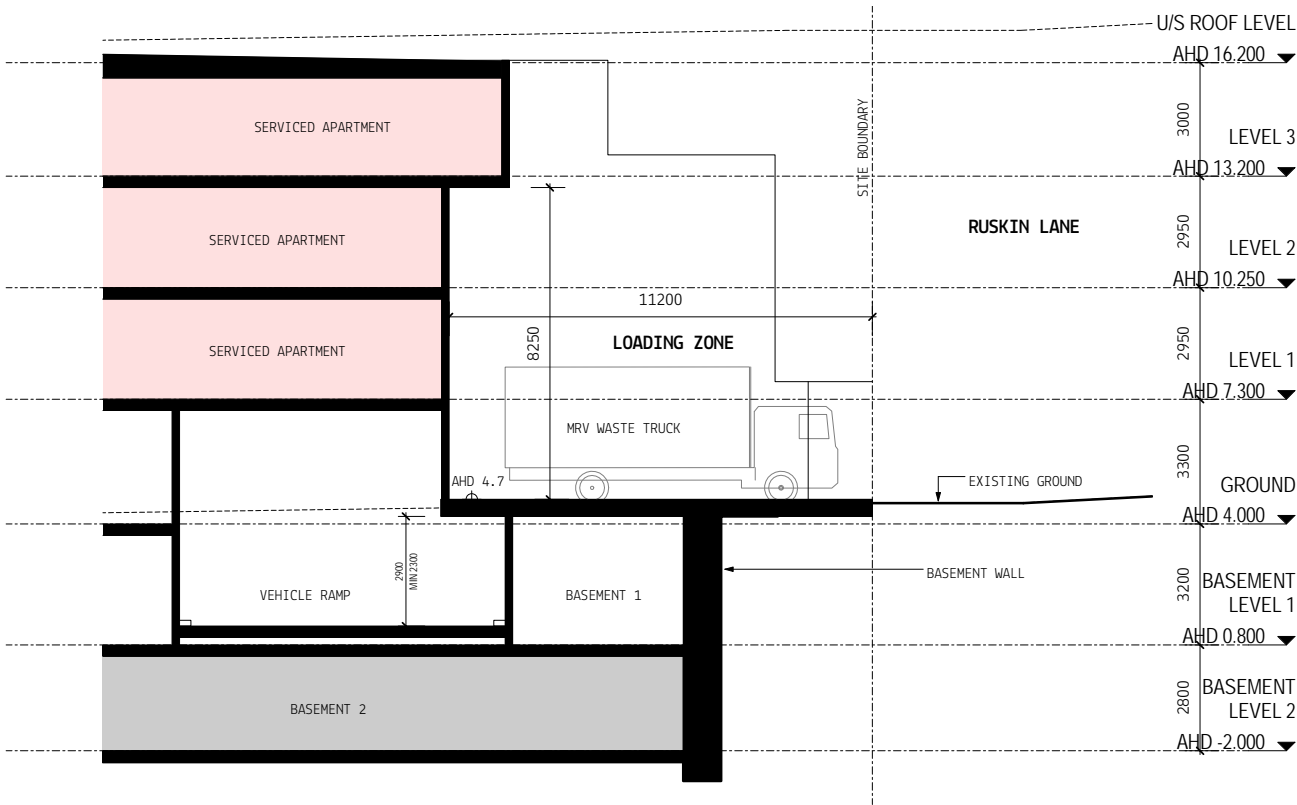 U/S ROOF LEVEL
AHD 16.200
SITE BOUNDARY
3000
SERVICED APARTMENT
LEVEL 3
AHD 13.200
RUSKIN LANE
2950
SERVICED APARTMENT
LEVEL 2
AHD 10.250
11200
8250
LOADING ZONE
2950
SERVICED APARTMENT
LEVEL 1
AHD 7.300
MRV WASTE TRUCK
3300
AHD 4.7
EXISTING GROUND
GROUND
AHD 4.000
2900
MIN 2300
BASEMENT WALL
3200
BASEMENT
LEVEL 1
VEHICLE RAMP
BASEMENT 1
AHD 0.800
2800
BASEMENT
LEVEL 2
BASEMENT 2
AHD -2.000